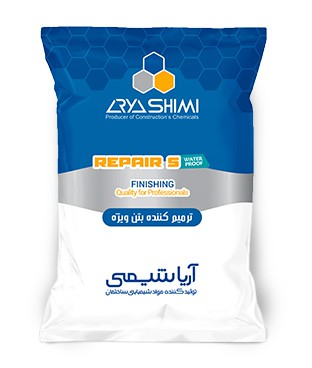 ARYASHIMI
Producer of Construction's Chemicals
REPAIR S WATER PROOF
FINISHING
Quality for Professionals
ترمیم کننده بتن ویژه
آریا شیمی
تولید کننده مواد شیمیایی ساختمان